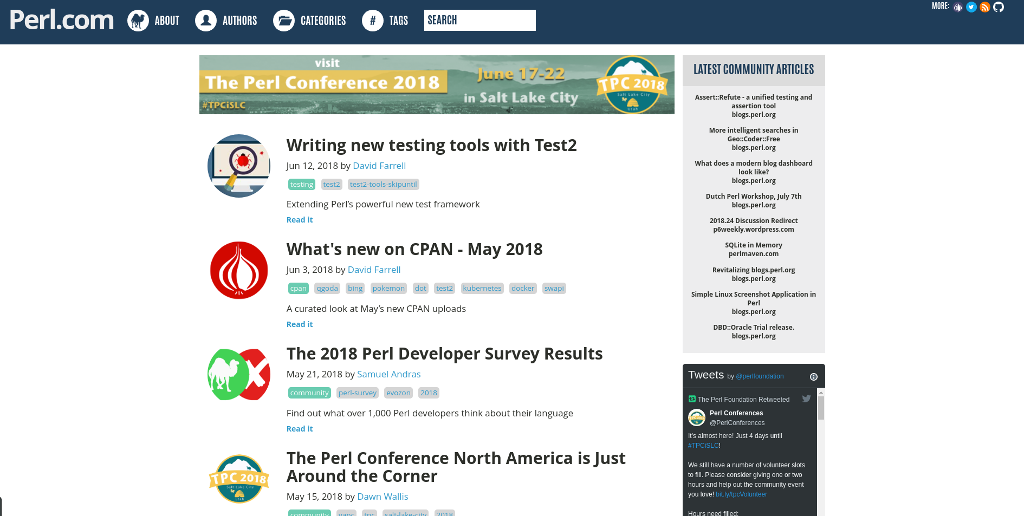 Perl.com
ABOUT
AUTHORS
CATEGORIES
# TAGS
SEARCH
MORE:
visit
The Perl Conference 2018
#TPCiSLC
June 17-22
in Salt Lake City
TPC 2018
Writing new testing tools with Test2
Jun 12, 2018 by David Farrell
testing test2 test2-tools-skipuntil
Extending Perl's powerful new test framework
Read it
What's new on CPAN - May 2018
Jun 3, 2018 by David Farrell
cpan qgoda bing pokemon dot test2 kubernetes docker swapi
A curated look at May's new CPAN uploads
Read it
The 2018 Perl Developer Survey Results
May 21, 2018 by Samuel Andras
community perl-survey evozon 2018
Find out what over 1,000 Perl developers think about their language
Read it
TPC 2018
The Perl Conference North America is Just
Around the Corner
May 15, 2018 by Dawn Wallis
community yapc tpc salt-lake-city 2018
LATEST COMMUNITY ARTICLES
Assert::Refute - a unified testing and
assertion tool
blogs.perl.org
More intelligent searches in
Geo::Coder::Free
blogs.perl.org
What does a modern blog dashboard
look like?
blogs.perl.org
Dutch Perl Workshop, July 7th
blogs.perl.org
2018.24 Discussion Redirect
p6weekly.wordpress.com
SQLite in Memory
perlmaven.com
Revitalizing blogs.perl.org
blogs.perl.org
Simple Linux Screenshot Application in
Perl
blogs.perl.org
DBD::Oracle Trial release.
blogs.perl.org
Tweets by @perlfoundation
The Perl Foundation Retweeted
Perl Conferences
@PerlConferences
It's almost here! Just 4 days until
#TPCiSLC!
We still have a number of volunteer slots
to fill. Please consider giving one or two
hours and help out the community event
you love! bit.ly/tpcVolunteer
Hours need filled: